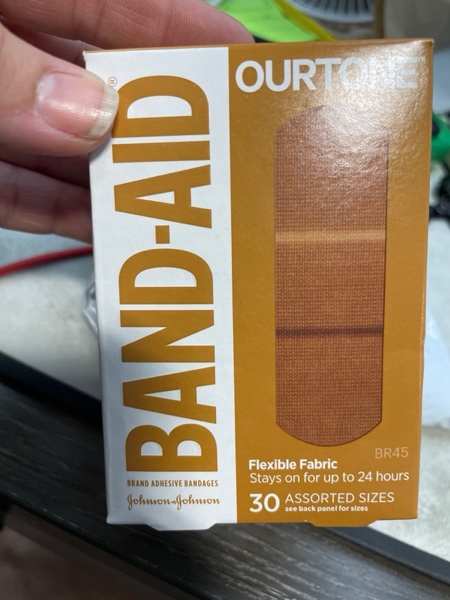 BAND-AID®
BRAND ADHESIVE BANDAGES
Johnson & Johnson
OURTONE
BR45
Flexible Fabric
Stays on for up to 24 hours
30 ASSORTED SIZES
see back panel for sizes